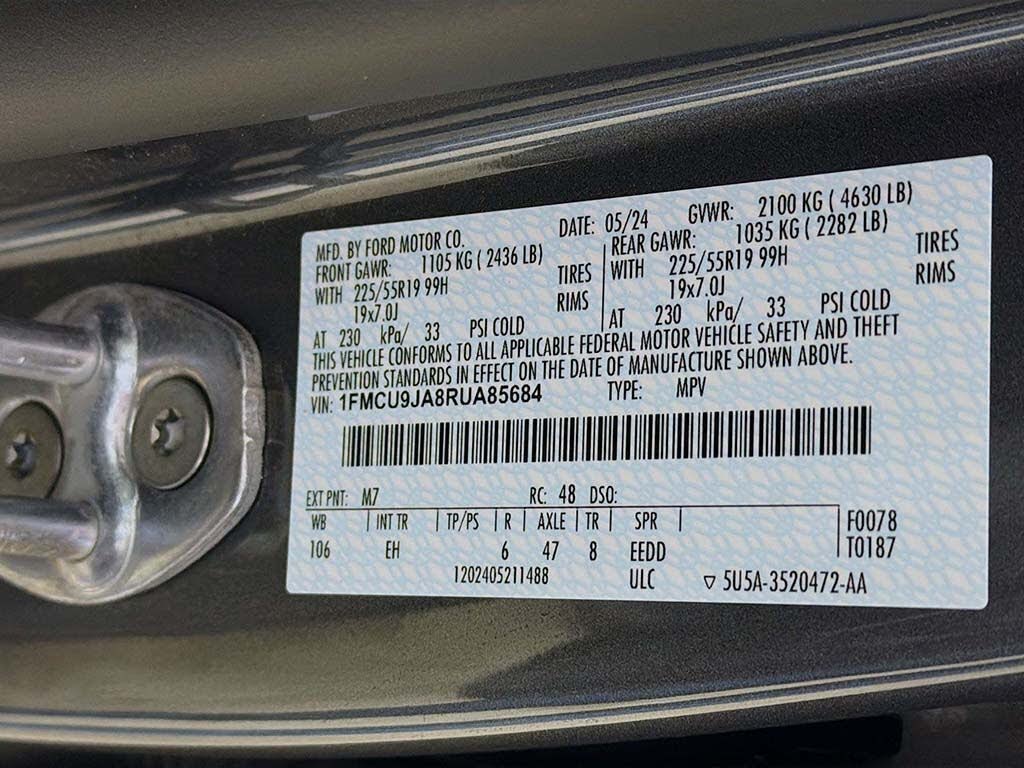 MFD. BY FORD MOTOR CO. DATE: 05/24 GVWR: 2100 KG ( 4630 LB)
FRONT GAWR: 1105 KG ( 2436 LB) REAR GAWR: 1035 KG ( 2282 LB)
WITH 225/55R19 99H TIRES WITH 225/55R19 99H TIRES
19x7.0J RIMS 19x7.0J RIMS
AT 230 kPa/ 33 PSI COLD AT 230 kPa/ 33 PSI COLD
THIS VEHICLE CONFORMS TO ALL APPLICABLE FEDERAL MOTOR VEHICLE SAFETY AND THEFT
PREVENTION STANDARDS IN EFFECT ON THE DATE OF MANUFACTURE SHOWN ABOVE.
VIN: 1FMCU9JA8RUA85684 TYPE: MPV
EXT PNT: M7 RC: 48 DSO:
WB | INT TR | TP/PS | R | AXLE | TR | SPR | F0078
106 EH 6 47 8 EEDD T0187
1202405211488 ULC ▽ 5U5A-3520472-AA